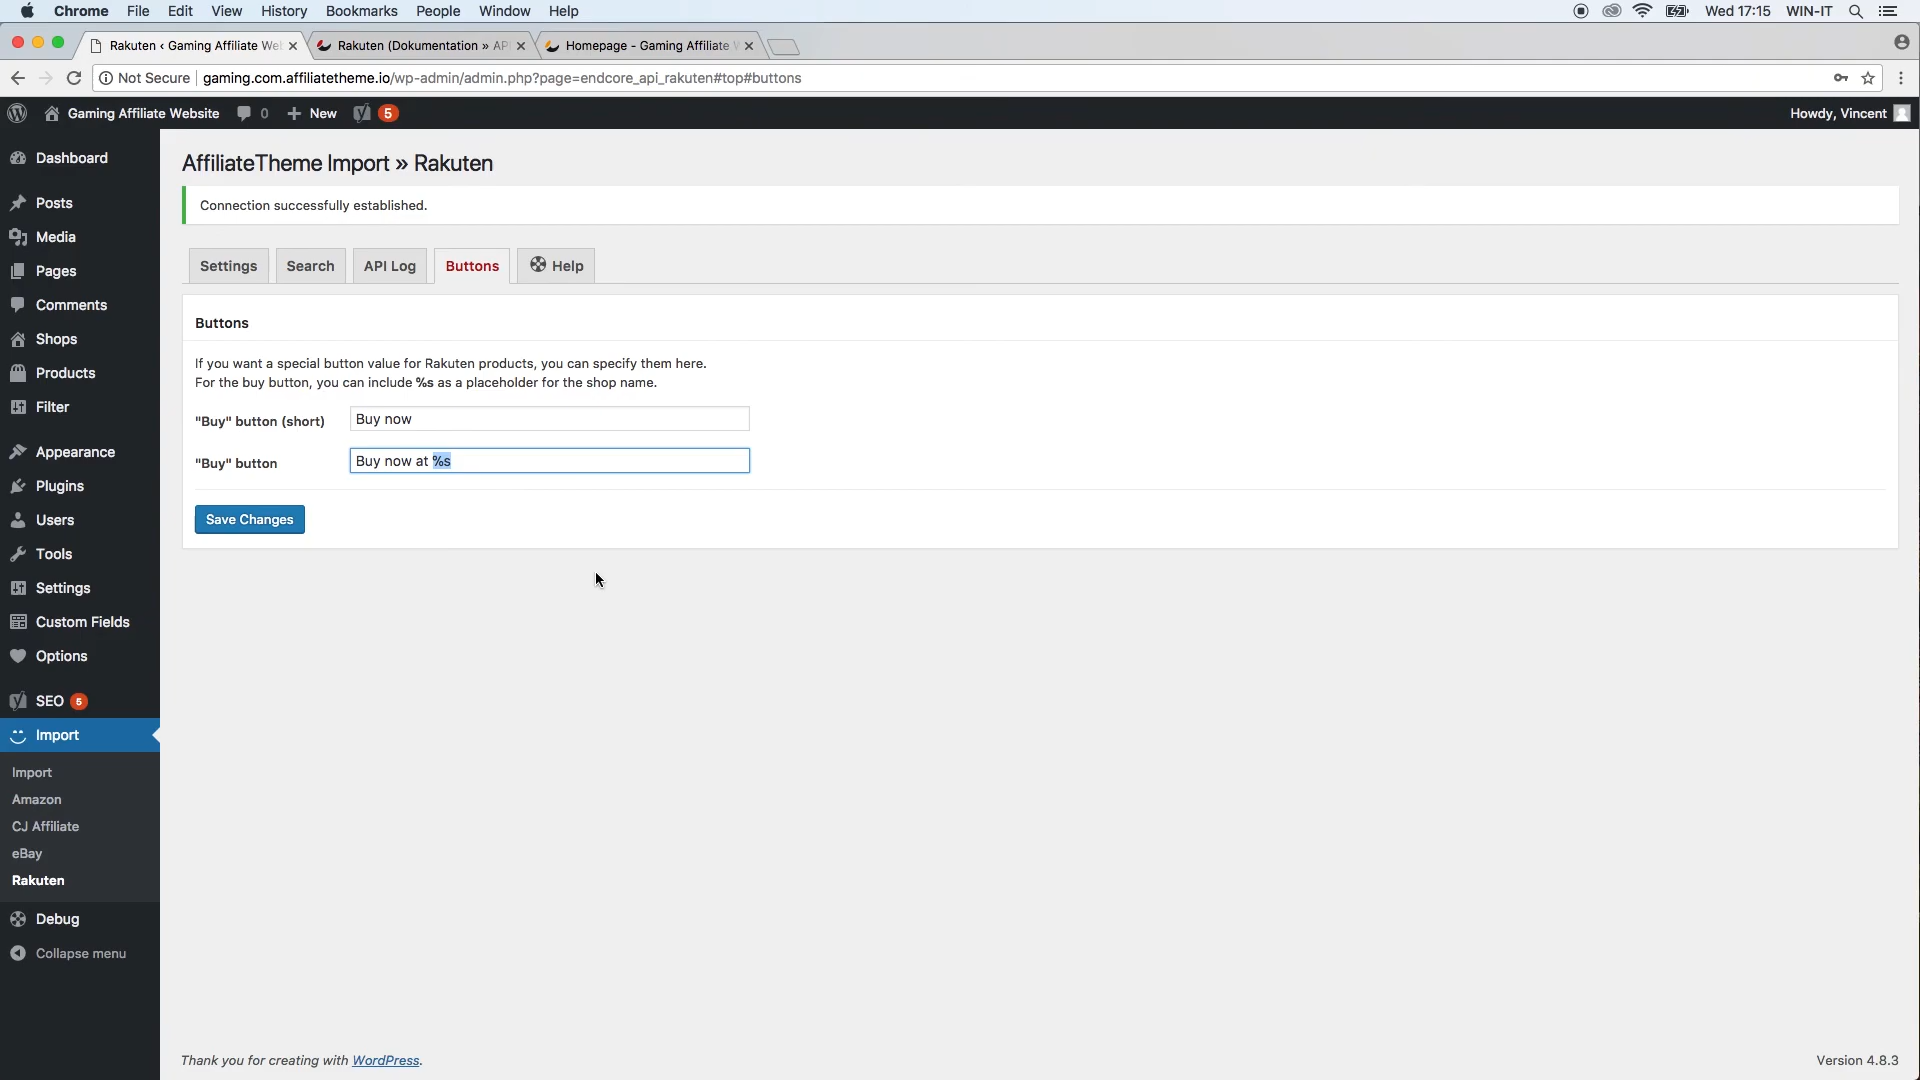 Chrome File Edit View History Bookmarks People Window Help Wed 17:15 WIN-IT
Rakuten ‹ Gaming Affiliate We Rakuten (Dokumentation » AP Homepage - Gaming Affiliate
Not Secure gaming.com.affiliatetheme.io/wp-admin/admin.php?page=endcore_api_rakuten#top#buttons
Gaming Affiliate Website 0 New 5 Howdy, Vincent
Dashboard
Posts
Media
Pages
Comments
Shops
Products
Filter
Appearance
Plugins
Users
Tools
Settings
Custom Fields
Options
SEO 5
Import
Import
Amazon
CJ Affiliate
eBay
Rakuten
Debug
Collapse menu
AffiliateTheme Import » Rakuten
Connection successfully established.
Settings Search API Log Buttons Help
Buttons
If you want a special button value for Rakuten products, you can specify them here.
For the buy button, you can include %s as a placeholder for the shop name.
"Buy" button (short) Buy now
"Buy" button Buy now at %s
Save Changes
Thank you for creating with WordPress. Version 4.8.3